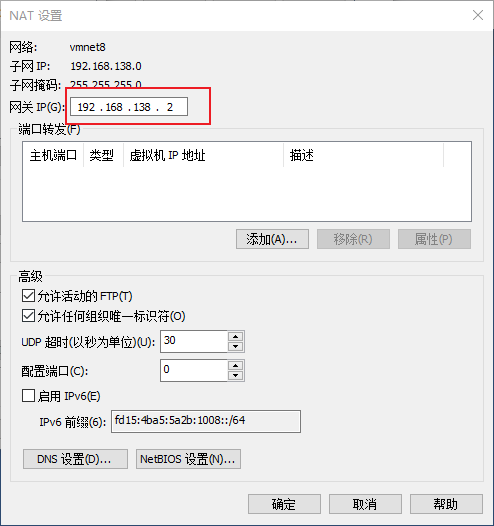 NAT 设置
网络: vmnet8
子网 IP: 192.168.138.0
子网掩码: 255.255.255.0
网关 IP(G): 192 . 168 . 138 . 2
端口转发(F)
主机端口 类型 虚拟机 IP 地址 描述
添加(A)... 移除(R) 属性(P)
高级
允许活动的 FTP(T)
允许任何组织唯一标识符(O)
UDP 超时(以秒为单位)(U): 30
配置端口(C): 0
启用 IPv6(E)
IPv6 前缀(6): fd15:4ba5:5a2b:1008::/64
DNS 设置(D)... NetBIOS 设置(N)...
确定 取消 帮助